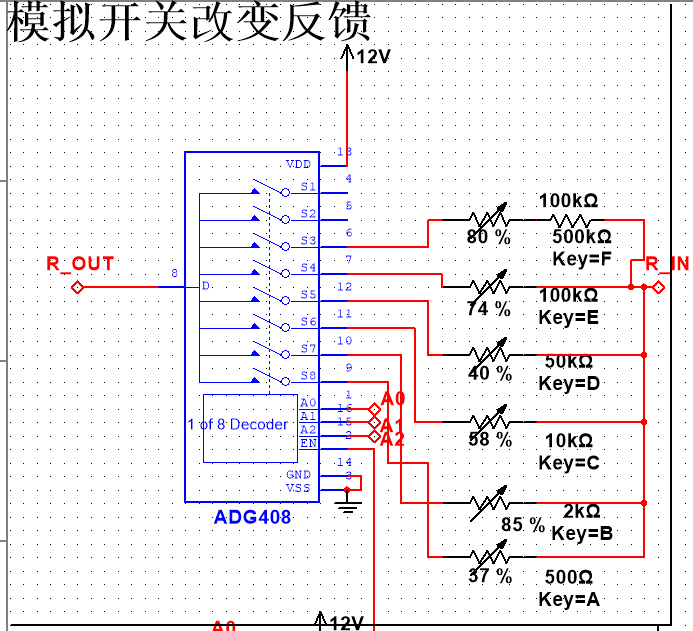 模拟开关改变反馈
12V
13
VDD
4
S1
5
S2
6
S3
7
S4
12
S5
11
S6
10
S7
9
S8
8
D
R_OUT
1
A0
16
A1
15
A2
2
EN
1 of 8 Decoder
14
GND
3
VSS
ADG408
A0
A1
A2
100kΩ
80 %
500kΩ
Key=F
R_IN
74 %
100kΩ
Key=E
40 %
50kΩ
Key=D
58 %
10kΩ
Key=C
85 %
2kΩ
Key=B
37 %
500Ω
Key=A
A0
12V